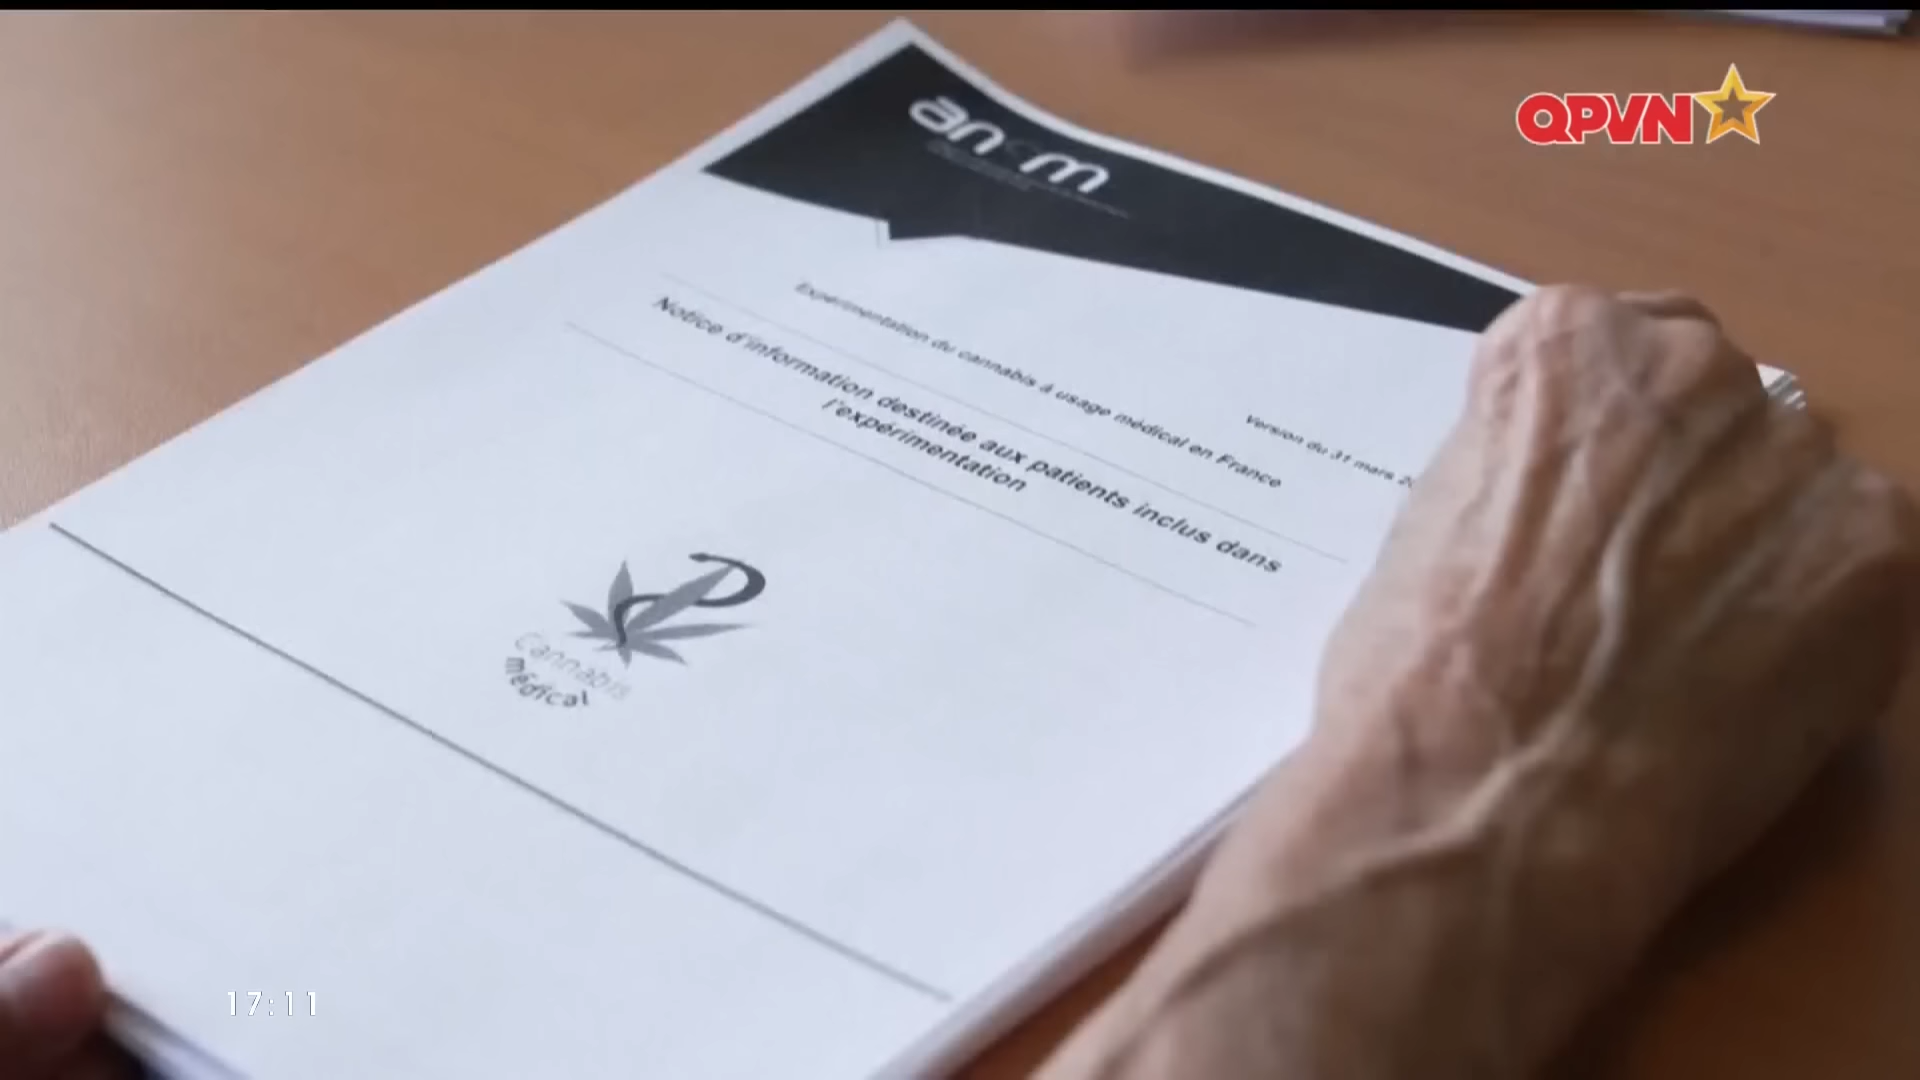 QPVN
ansm
Version du 31 mars
Expérimentation du cannabis à usage médical en France
Notice d'information destinée aux patients inclus dans
l'expérimentation
Cannabis
médical
17:11